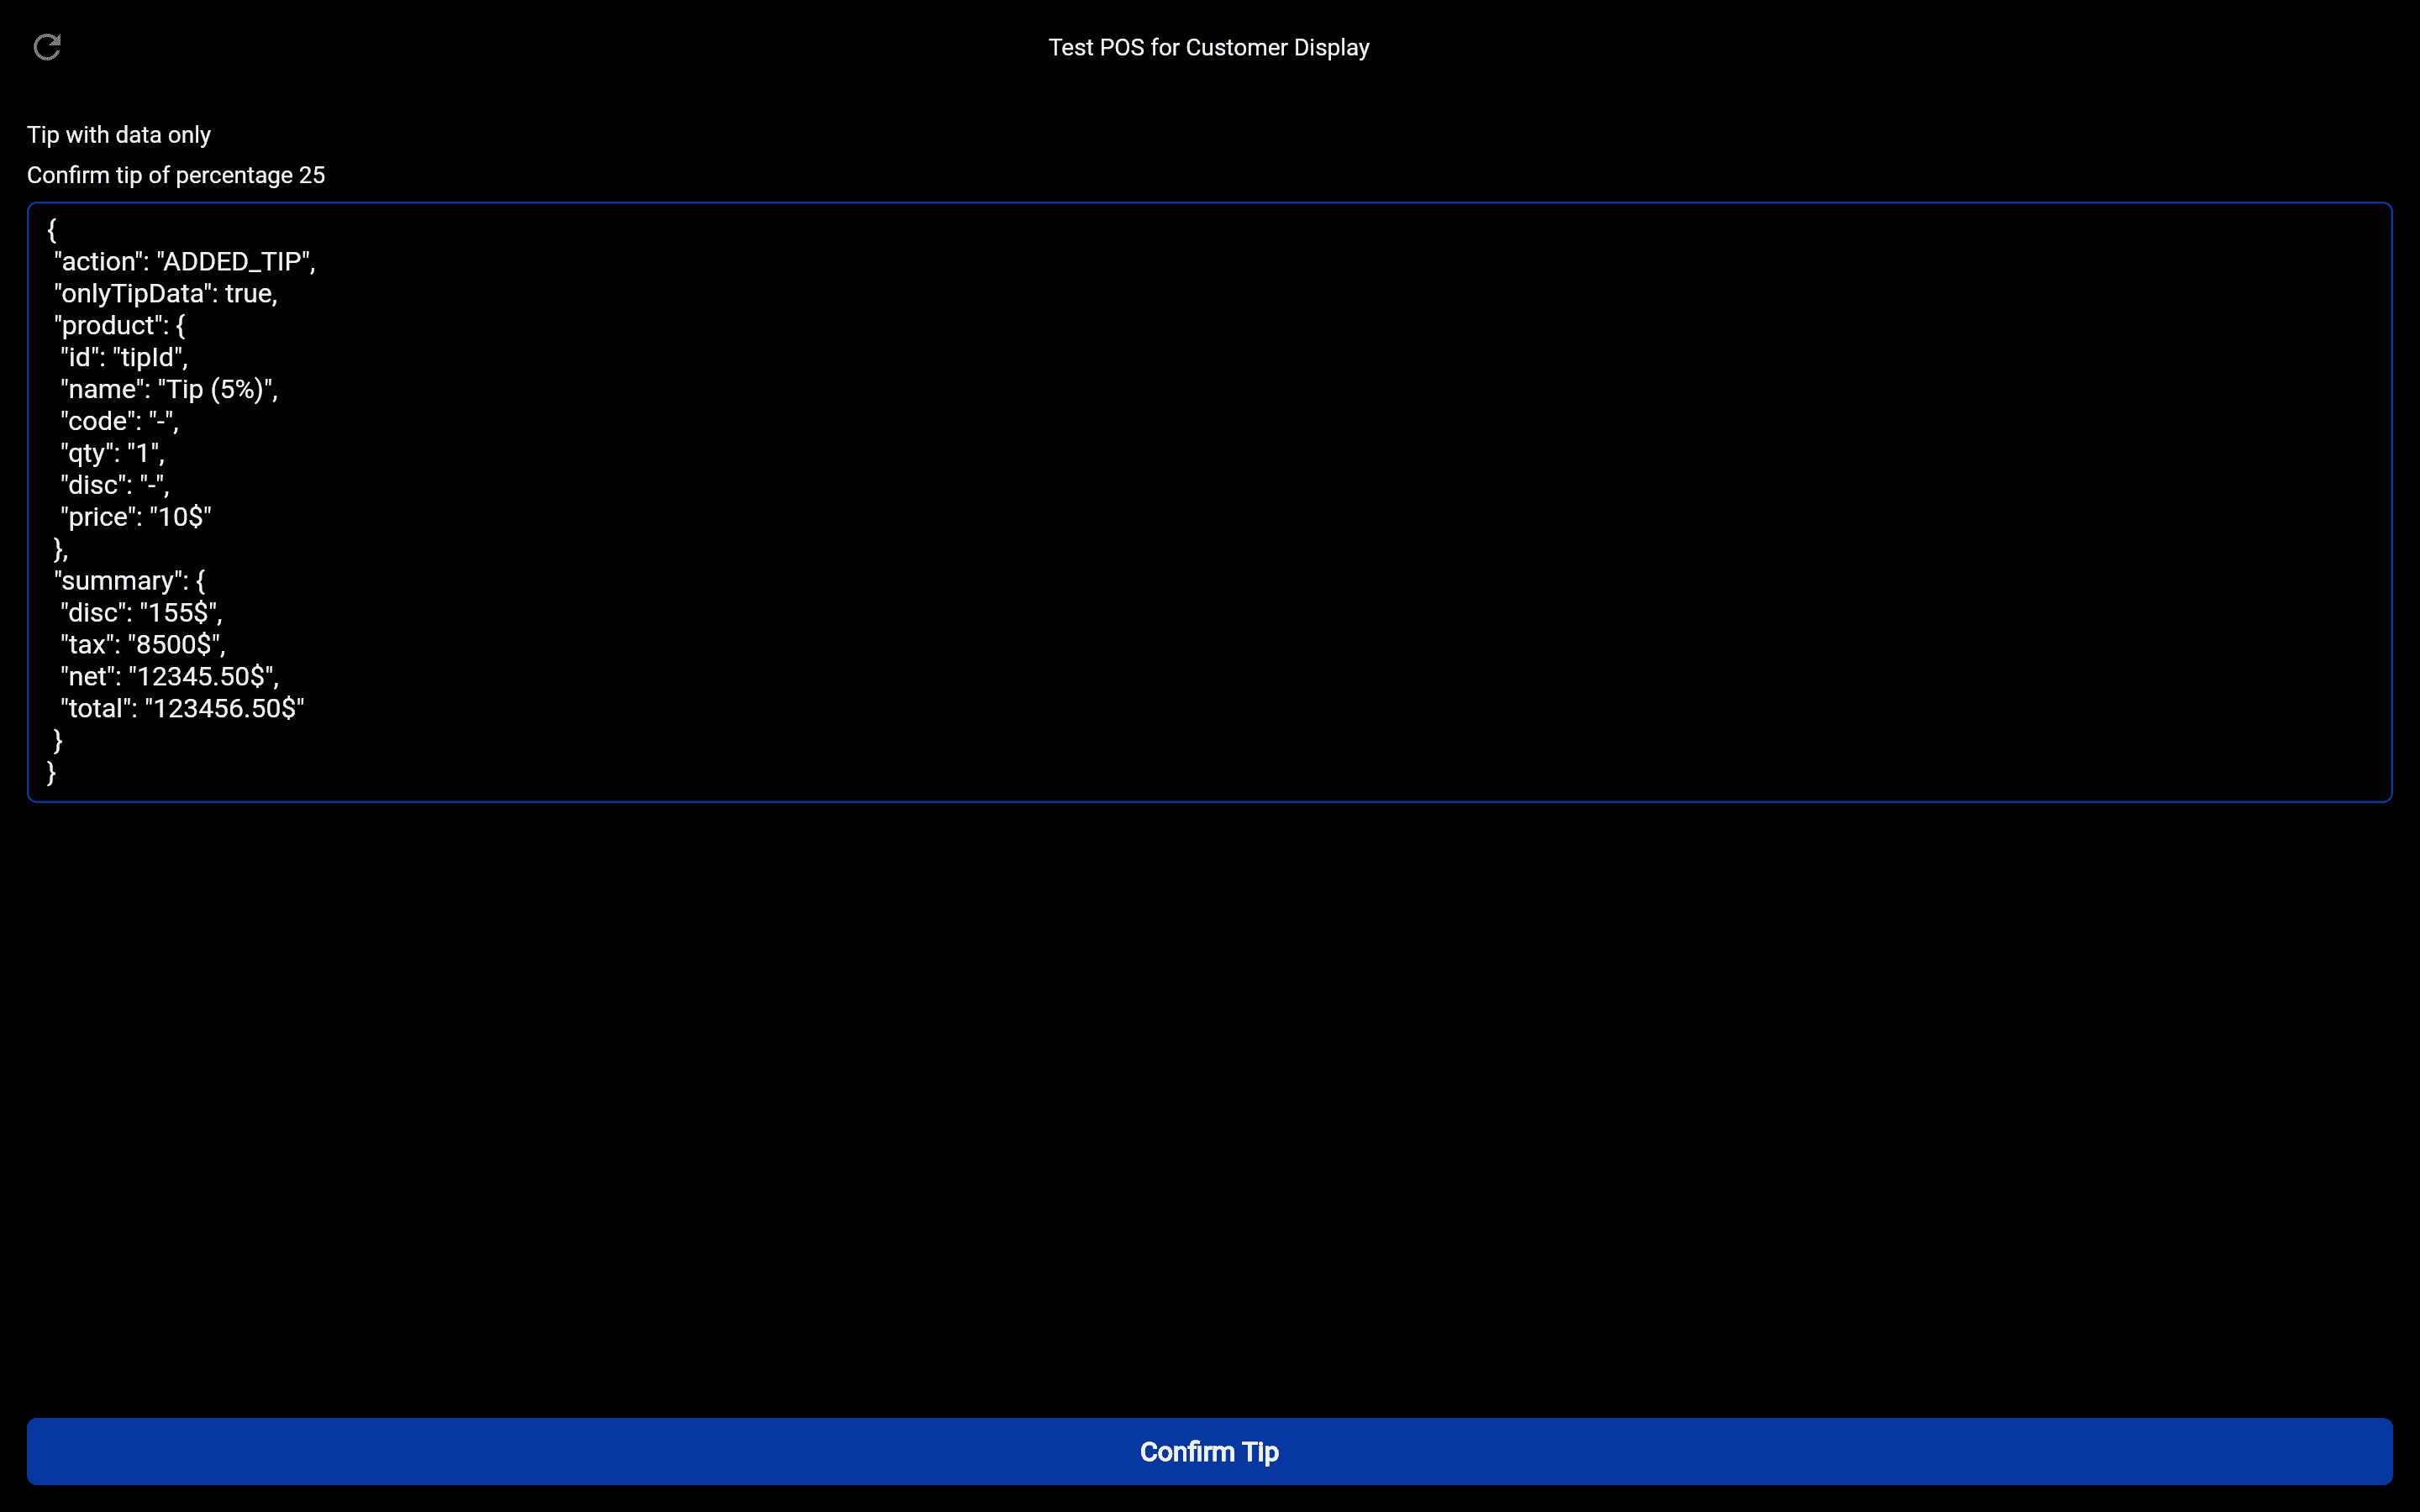 Test POS for Customer Display
Tip with data only
Confirm tip of percentage 25
{
 "action": "ADDED_TIP",
 "onlyTipData": true,
 "product": {
  "id": "tipId",
  "name": "Tip (5%)",
  "code": "-",
  "qty": "1",
  "disc": "-",
  "price": "10$"
 },
 "summary": {
  "disc": "155$",
  "tax": "8500$",
  "net": "12345.50$",
  "total": "123456.50$"
 }
}
Confirm Tip